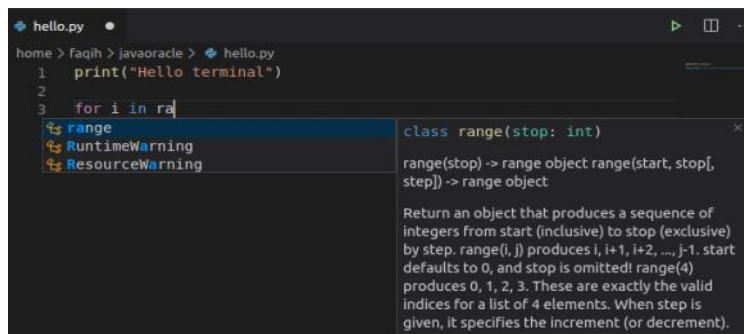 hello.py
home > faqih > javaoracle > hello.py
1 print("Hello terminal")
2
3 for i in ra
range
RuntimeWarning
ResourceWarning
class range(stop: int)
range(stop) -> range object range(start, stop[,
step]) -> range object
Return an object that produces a sequence of
integers from start (inclusive) to stop (exclusive)
by step. range(i, j) produces i, i+1, i+2, ..., j-1. start
defaults to 0, and stop is omitted! range(4)
produces 0, 1, 2, 3. These are exactly the valid
indices for a list of 4 elements. When step is
given, it specifies the increment (or decrement).